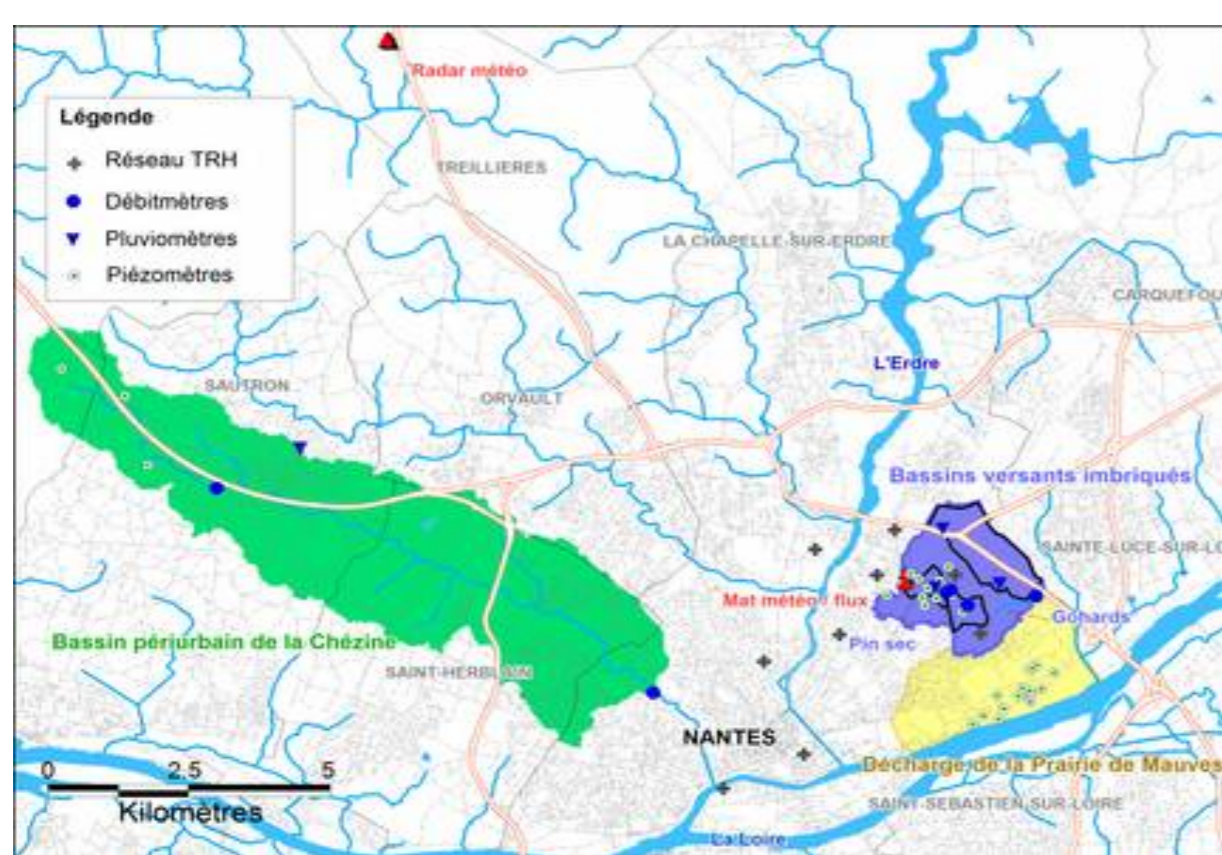 Radar météo
Légende
Réseau TRH
Débitmètres
Pluviomètres
Piézomètres
TREILLIERES
LA CHAPELLE-SUR-ERDRE
CARQUEFOU
L'Erdre
SAUTRON
ORVAULT
Bassins versants imbriqués
SAINTE-LUCE-SUR-LO
Mat météo / flux
Gohards
Pin sec
Bassin périurbain de la Chézine
SAINT-HERBLAIN
NANTES
Décharge de la Prairie de Mauves
0 2.5 5
Kilomètres
SAINT-SEBASTIEN-SUR-LOIRE
La Loire